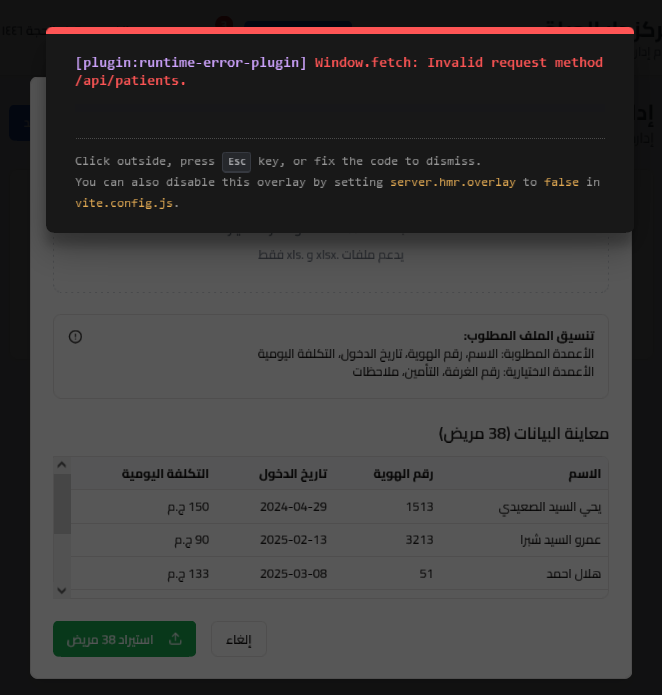 [plugin:runtime-error-plugin] Window.fetch: Invalid request method
/api/patients.
Click outside, press Esc key, or fix the code to dismiss.
You can also disable this overlay by setting server.hmr.overlay to false in
vite.config.js.
يدعم ملفات .xlsx و .xls فقط
تنسيق الملف المطلوب:
الأعمدة المطلوبة: الاسم، رقم الهوية، تاريخ الدخول، التكلفة اليومية
الأعمدة الاختيارية: رقم الغرفة، التأمين، ملاحظات
معاينة البيانات (38 مريض)
الاسم رقم الهوية تاريخ الدخول التكلفة اليومية
يحي السيد الصعيدي 1513 2024-04-29 150 ج.م
عمرو السيد شبرا 3213 2025-02-13 90 ج.م
هلال احمد 51 2025-03-08 133 ج.م
إلغاء استيراد 38 مريض